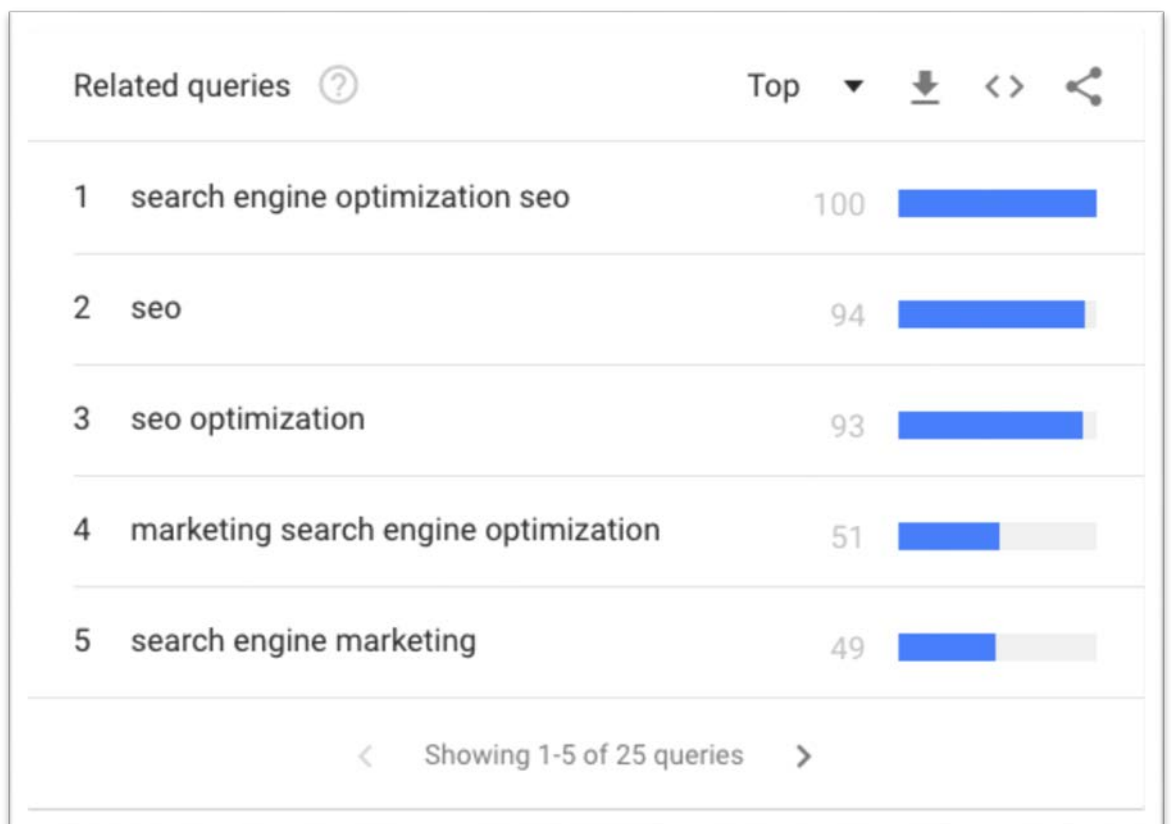 Related queries ? Top
1 search engine optimization seo 100
2 seo 94
3 seo optimization 93
4 marketing search engine optimization 51
5 search engine marketing 49
Showing 1-5 of 25 queries